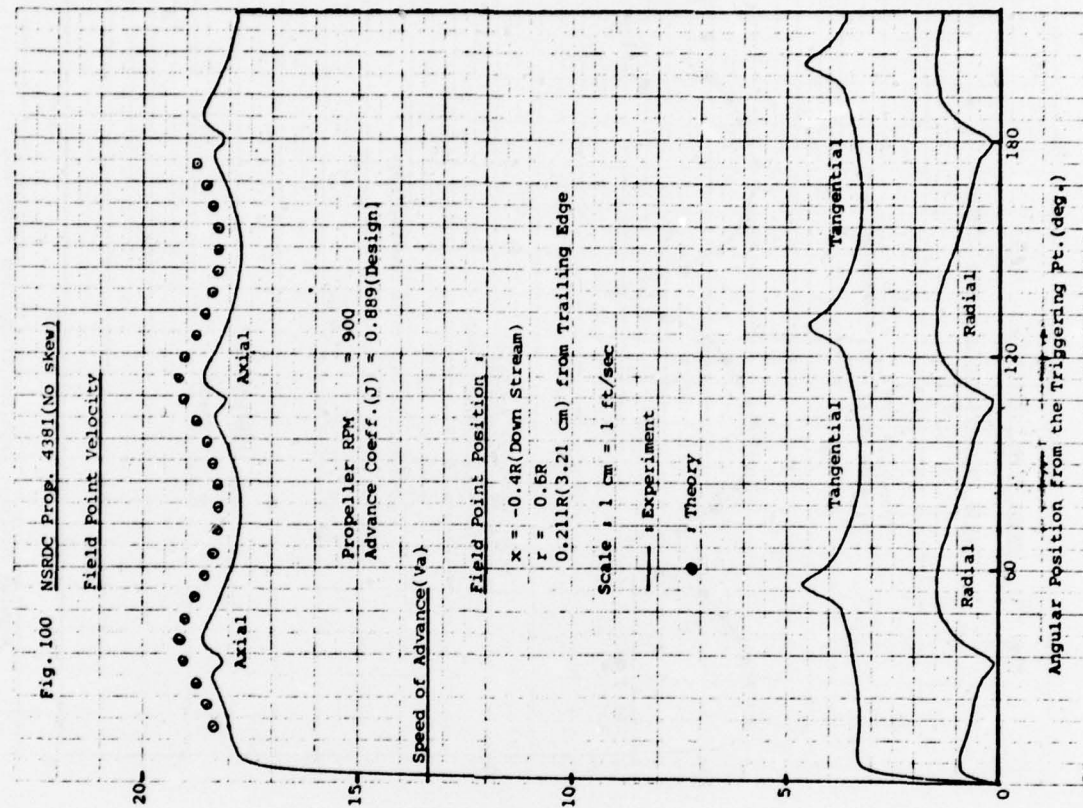 Fig. 100 NSRDC Prop. 4381(No skew)
Field Point Velocity
Propeller RPM = 900
Advance Coeff.(J) = 0.889(Design)
Speed of Advance(Va)
Field Point Position :
x = -0.4R(Down Stream)
r = 0.6R
0.211R(3.21 cm) from Trailing Edge
Scale : 1 cm = 1 ft/sec
: Experiment
: Theory
Axial
Axial
Tangential
Tangential
Radial
Radial
20
15
10
5
0
60
120
180
Angular Position from the Triggering Pt.(deg.)